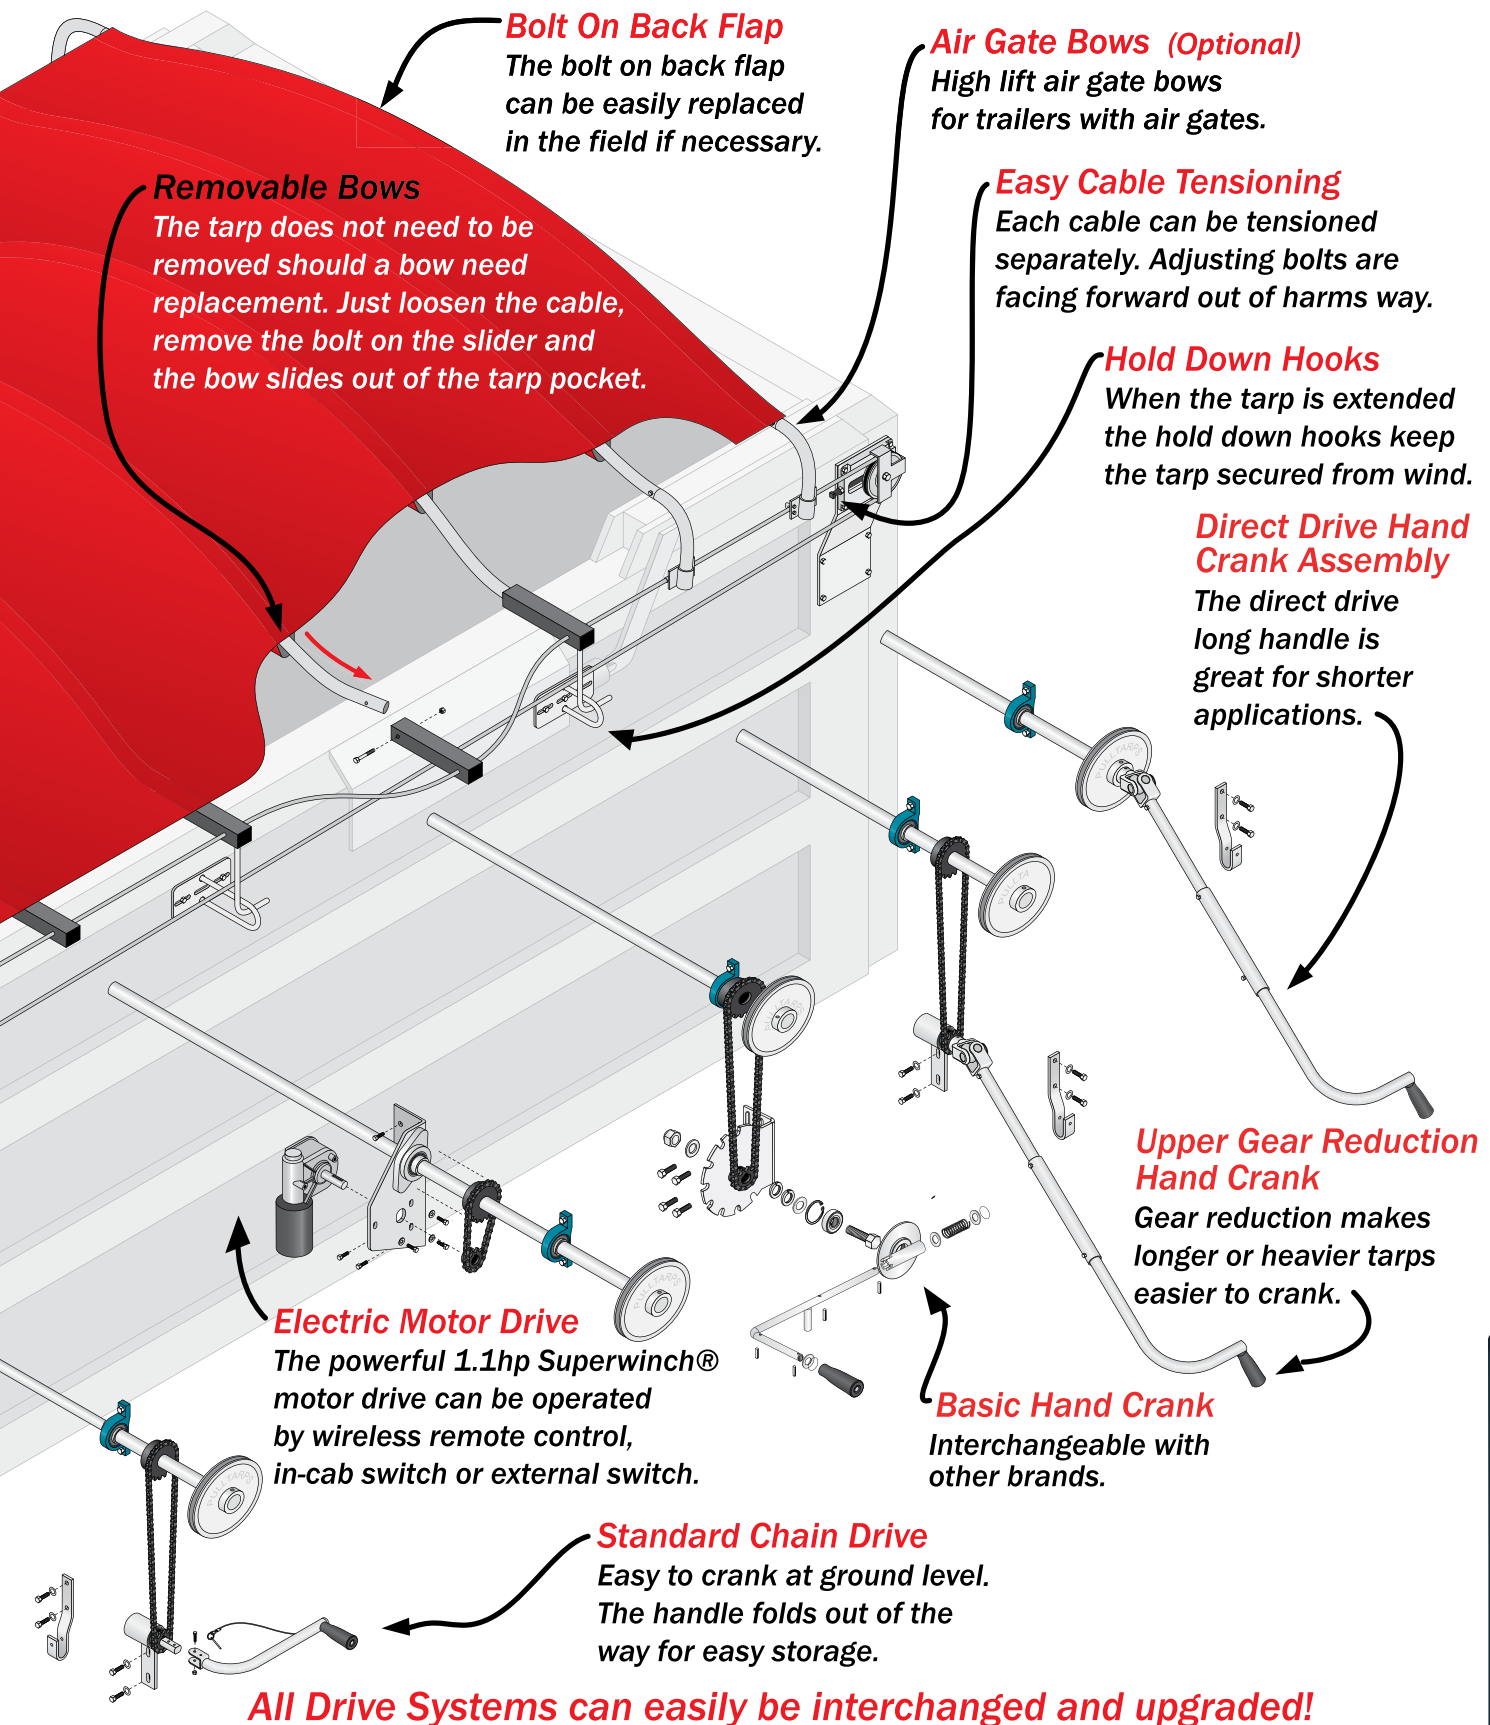 Bolt On Back Flap
The bolt on back flap
can be easily replaced
in the field if necessary.
Air Gate Bows (Optional)
High lift air gate bows
for trailers with air gates.
Removable Bows
The tarp does not need to be
removed should a bow need
replacement. Just loosen the cable,
remove the bolt on the slider and
the bow slides out of the tarp pocket.
Easy Cable Tensioning
Each cable can be tensioned
separately. Adjusting bolts are
facing forward out of harms way.
Hold Down Hooks
When the tarp is extended
the hold down hooks keep
the tarp secured from wind.
Direct Drive Hand
Crank Assembly
The direct drive
long handle is
great for shorter
applications.
PULLTARPS
PULLTA
PULLTARPS
Upper Gear Reduction
Hand Crank
Gear reduction makes
longer or heavier tarps
easier to crank.
PULLTARPS
Electric Motor Drive
The powerful 1.1hp Superwinch®
motor drive can be operated
by wireless remote control,
in-cab switch or external switch.
Basic Hand Crank
Interchangeable with
other brands.
PULLTARPS
Standard Chain Drive
Easy to crank at ground level.
The handle folds out of the
way for easy storage.
All Drive Systems can easily be interchanged and upgraded!